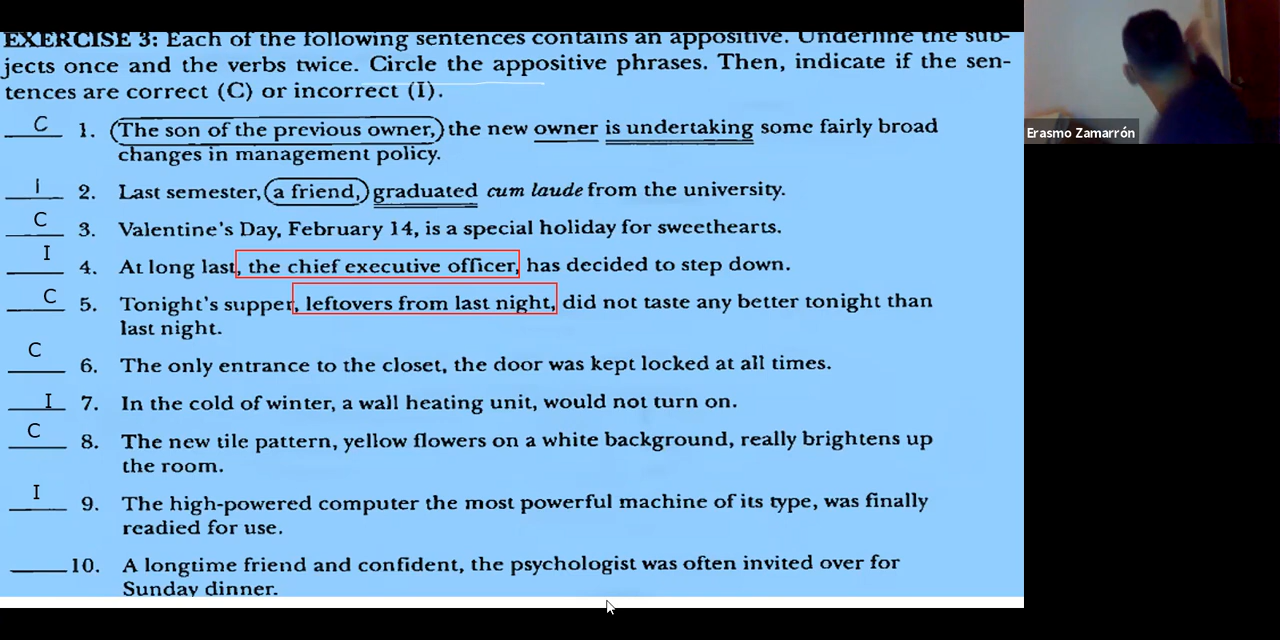 EXERCISE 3: Each of the following sentences contains an appositive. Underline the sub-
jects once and the verbs twice. Circle the appositive phrases. Then, indicate if the sen-
tences are correct (C) or incorrect (I).
Erasmo Zamarrón
C 1. The son of the previous owner, the new owner is undertaking some fairly broad
changes in management policy.
I 2. Last semester, a friend, graduated cum laude from the university.
C 3. Valentine's Day, February 14, is a special holiday for sweethearts.
I 4. At long last, the chief executive officer, has decided to step down.
C 5. Tonight's supper, leftovers from last night, did not taste any better tonight than
last night.
C 6. The only entrance to the closet, the door was kept locked at all times.
I 7. In the cold of winter, a wall heating unit, would not turn on.
C 8. The new tile pattern, yellow flowers on a white background, really brightens up
the room.
I 9. The high-powered computer the most powerful machine of its type, was finally
readied for use.
10. A longtime friend and confident, the psychologist was often invited over for
Sunday dinner.